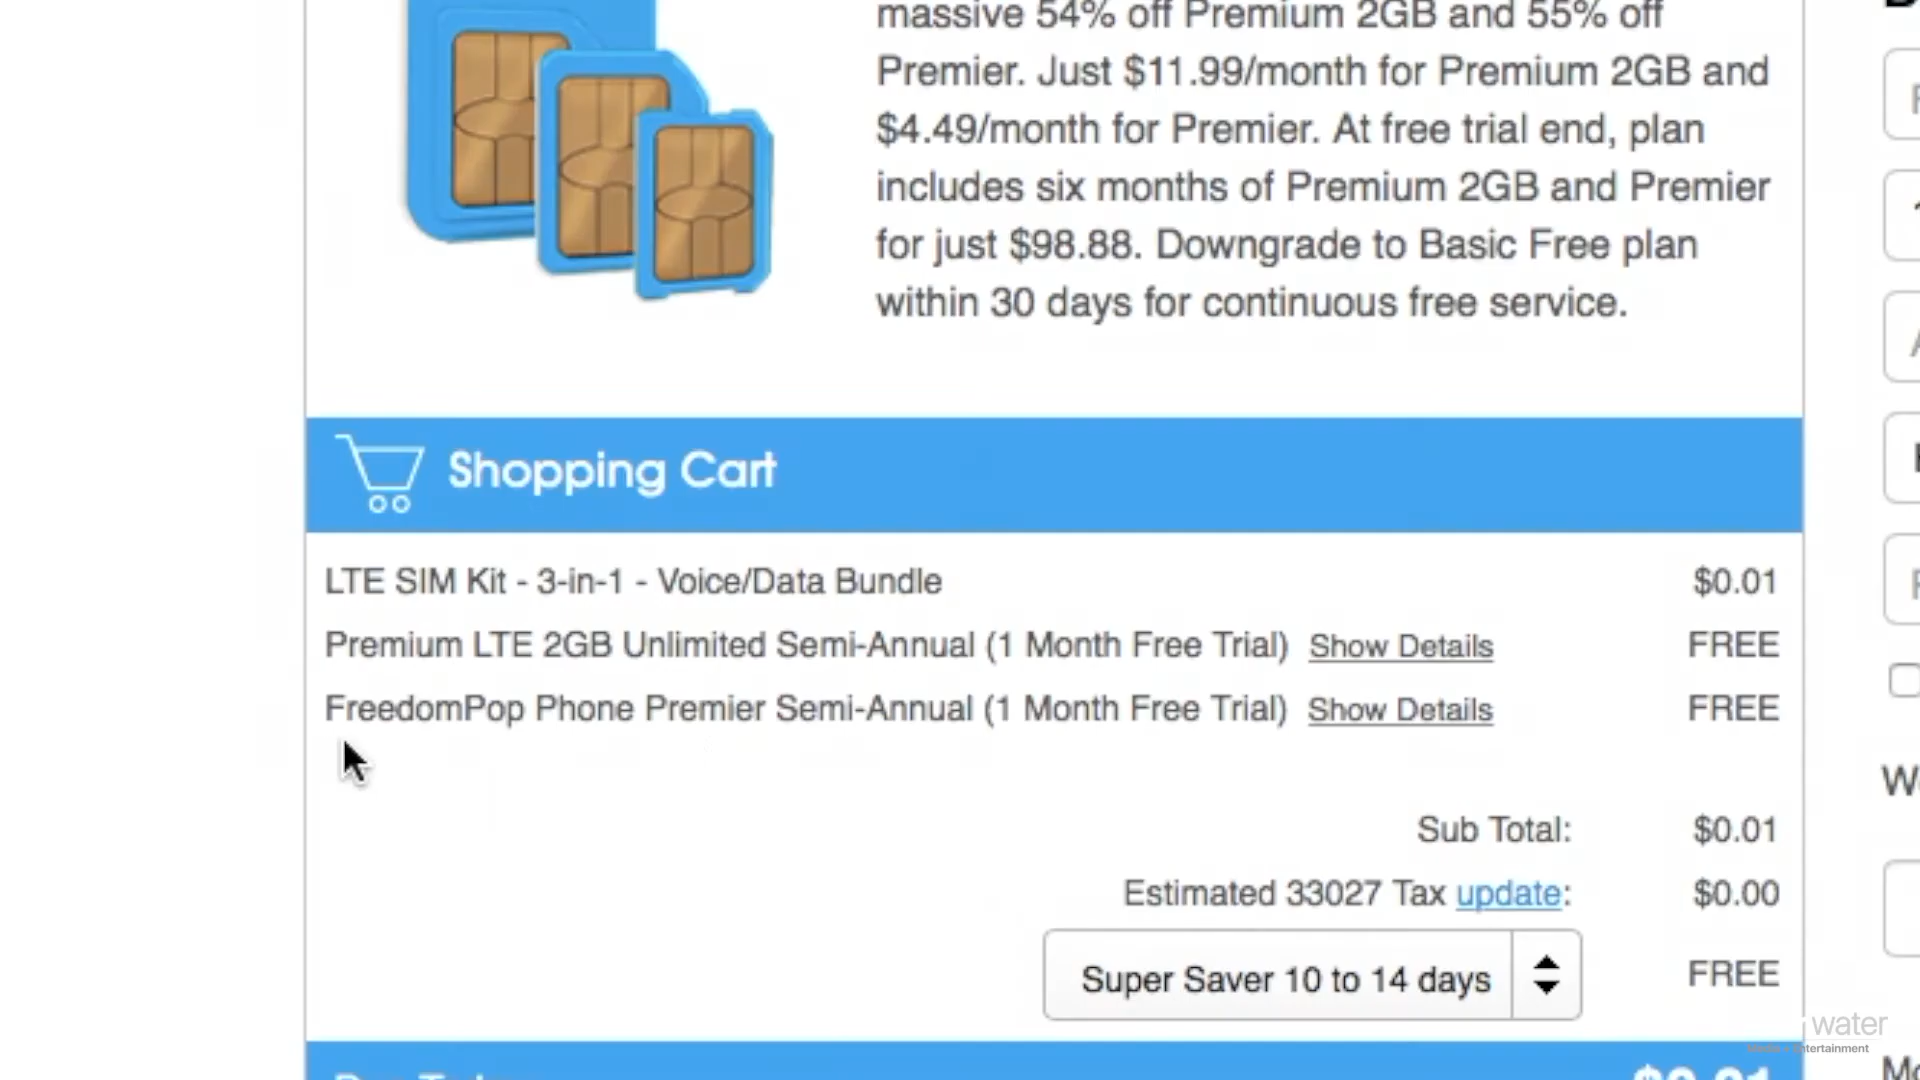 massive 54% off Premium 2GB and 55% off
Premier. Just $11.99/month for Premium 2GB and
$4.49/month for Premier. At free trial end, plan
includes six months of Premium 2GB and Premier
for just $98.88. Downgrade to Basic Free plan
within 30 days for continuous free service.
Shopping Cart
LTE SIM Kit - 3-in-1 - Voice/Data Bundle $0.01
Premium LTE 2GB Unlimited Semi-Annual (1 Month Free Trial) Show Details FREE
FreedomPop Phone Premier Semi-Annual (1 Month Free Trial) Show Details FREE
Sub Total: $0.01
Estimated 33027 Tax update: $0.00
Super Saver 10 to 14 days FREE
water